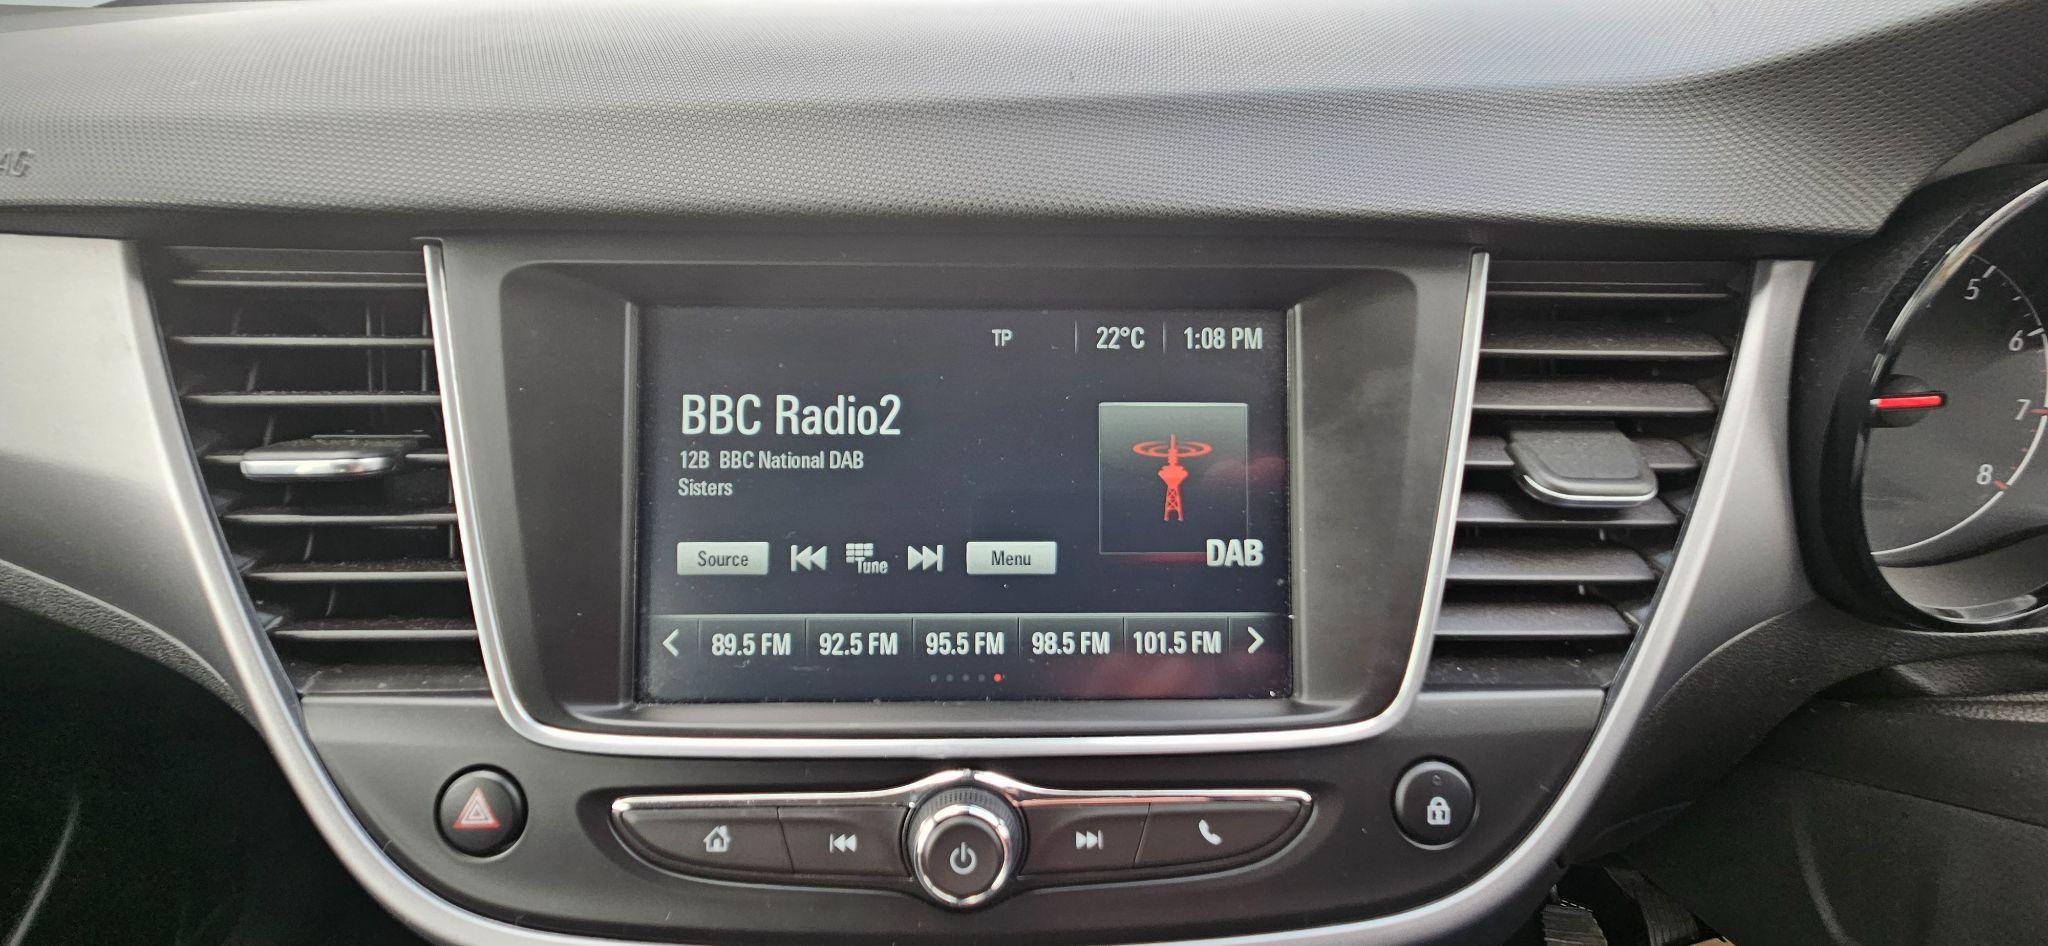 AG
TP 22°C 1:08 PM
BBC Radio2
12B BBC National DAB
Sisters
Source Tune Menu
DAB
89.5 FM 92.5 FM 95.5 FM 98.5 FM 101.5 FM
5
6
7
8